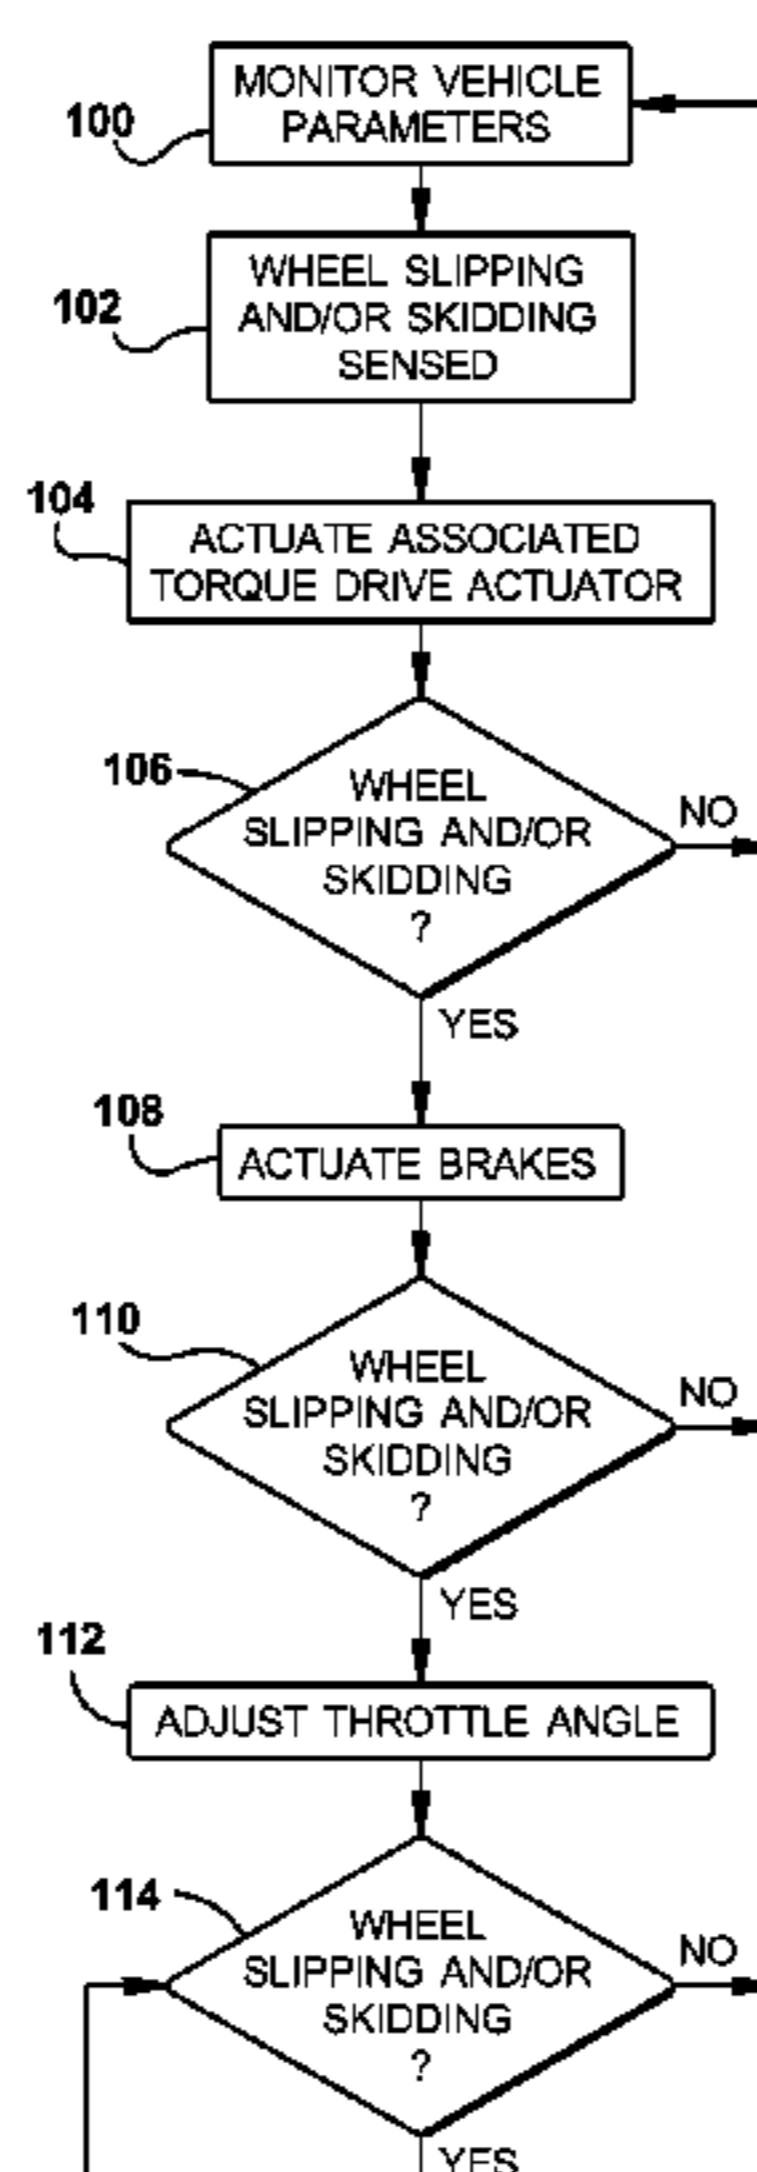 MONITOR VEHICLE
PARAMETERS
100
WHEEL SLIPPING
AND/OR SKIDDING
SENSED
102
104
ACTUATE ASSOCIATED
TORQUE DRIVE ACTUATOR
106
WHEEL
SLIPPING AND/OR
SKIDDING
?
NO
YES
108
ACTUATE BRAKES
110
WHEEL
SLIPPING AND/OR
SKIDDING
?
NO
YES
112
ADJUST THROTTLE ANGLE
114
WHEEL
SLIPPING AND/OR
SKIDDING
?
NO
YES